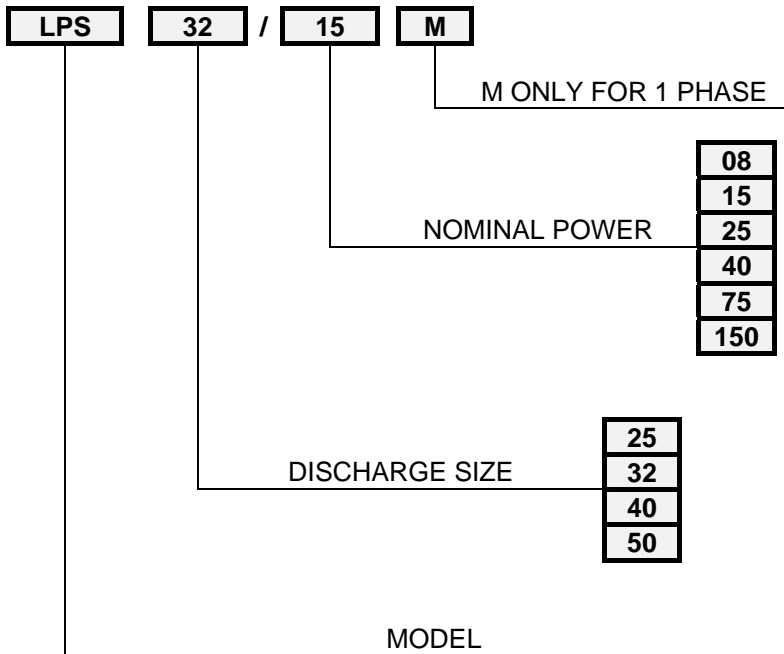 LPS 32 / 15 M
M ONLY FOR 1 PHASE
08
15
NOMINAL POWER 25
40
75
150
25
DISCHARGE SIZE 32
40
50
MODEL